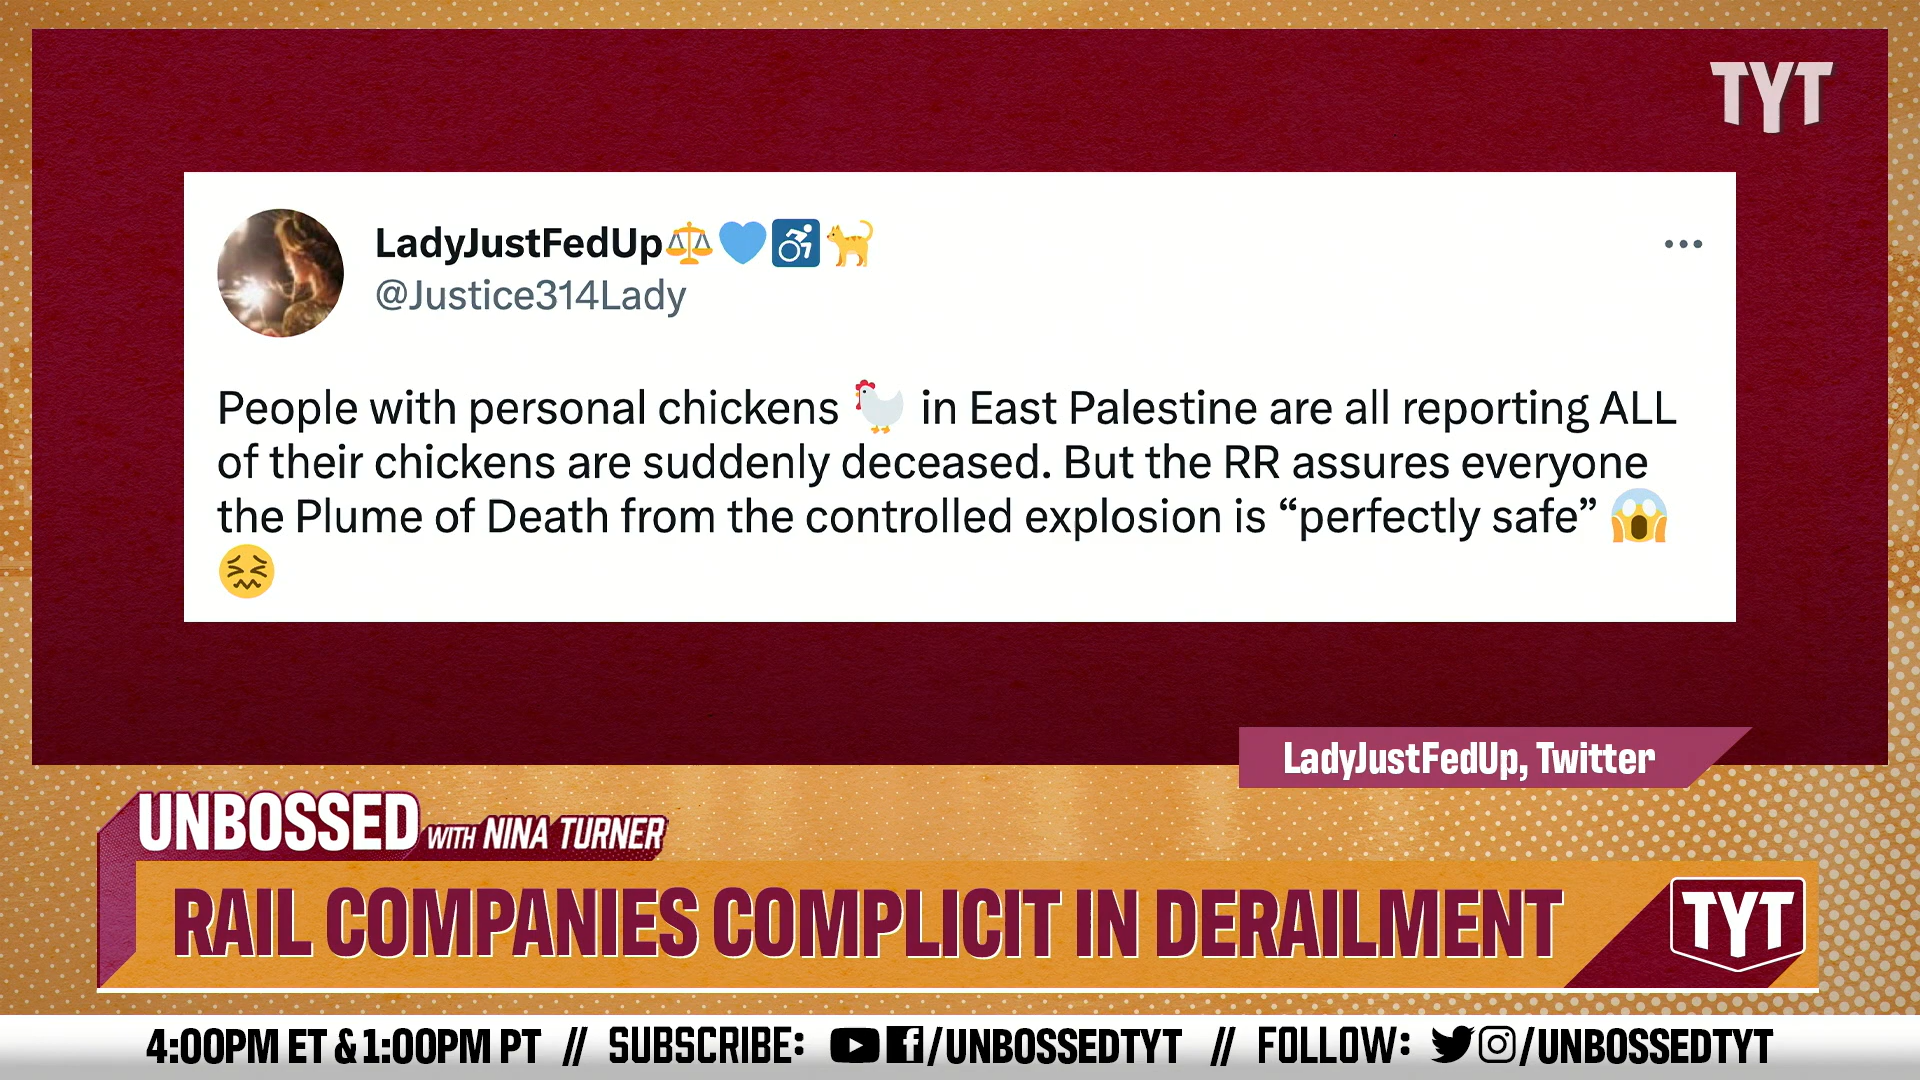 TYT
LadyJustFedUp⚖️💙♿🐈
@Justice314Lady
People with personal chickens 🐓 in East Palestine are all reporting ALL
of their chickens are suddenly deceased. But the RR assures everyone
the Plume of Death from the controlled explosion is “perfectly safe” 😱
😖
LadyJustFedUp, Twitter
UNBOSSED WITH NINA TURNER
RAIL COMPANIES COMPLICIT IN DERAILMENT
TYT
4:00PM ET & 1:00PM PT // SUBSCRIBE: /UNBOSSEDTYT // FOLLOW: /UNBOSSEDTYT